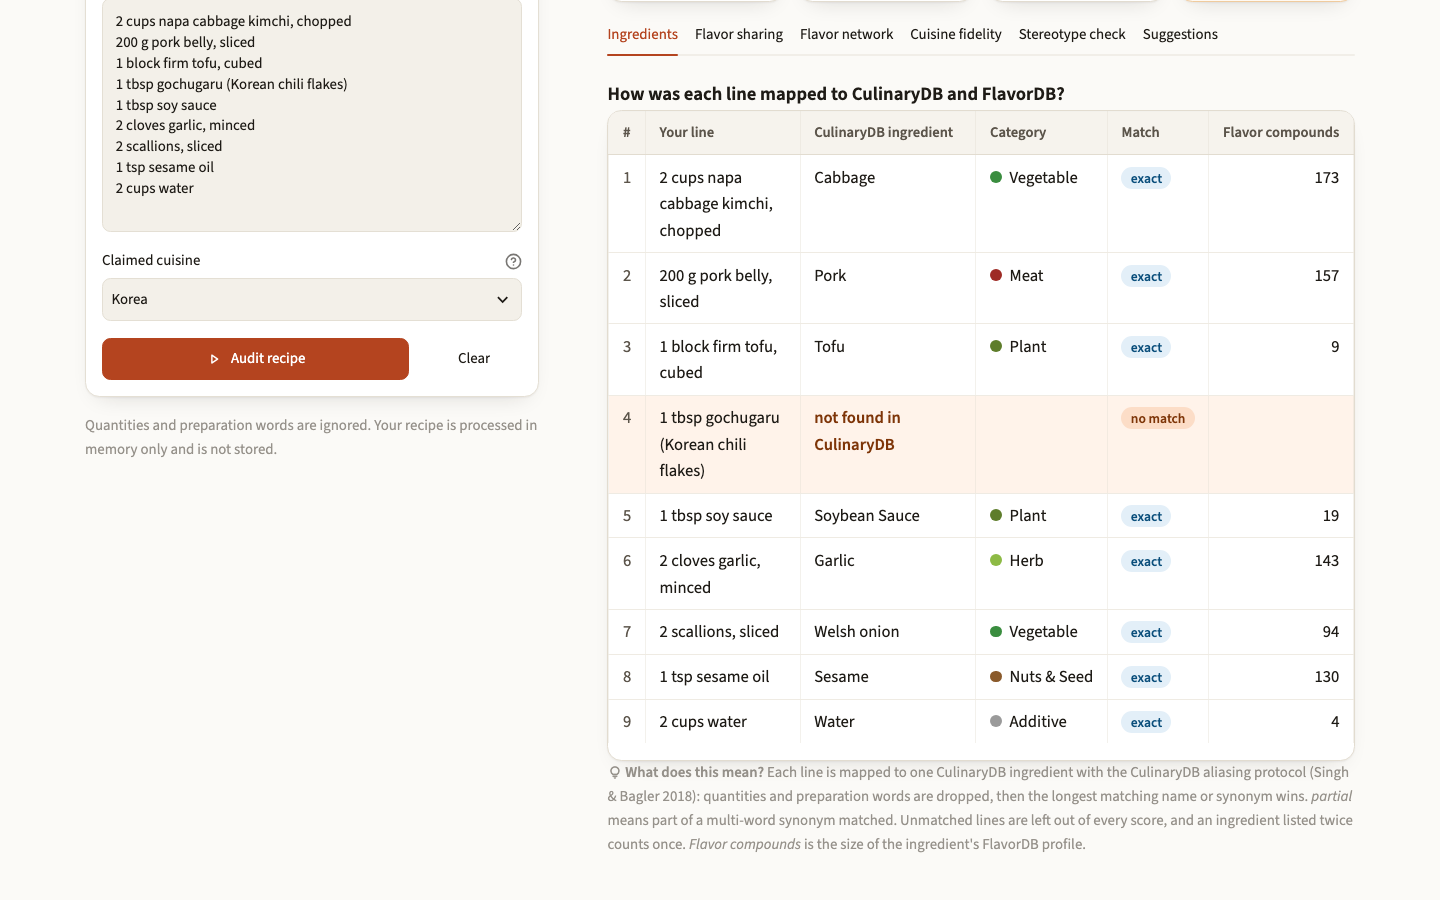 2 cups napa cabbage kimchi, chopped
200 g pork belly, sliced
1 block firm tofu, cubed
1 tbsp gochugaru (Korean chili flakes)
1 tbsp soy sauce
2 cloves garlic, minced
2 scallions, sliced
1 tsp sesame oil
2 cups water
Claimed cuisine
Korea
Audit recipe
Clear
Quantities and preparation words are ignored. Your recipe is processed in
memory only and is not stored.
Ingredients Flavor sharing Flavor network Cuisine fidelity Stereotype check Suggestions
How was each line mapped to CulinaryDB and FlavorDB?
# Your line CulinaryDB ingredient Category Match Flavor compounds
1 2 cups napa Cabbage Vegetable exact 173
cabbage kimchi,
chopped
2 200 g pork belly, Pork Meat exact 157
sliced
3 1 block firm tofu, Tofu Plant exact 9
cubed
4 1 tbsp gochugaru not found in no match
(Korean chili CulinaryDB
flakes)
5 1 tbsp soy sauce Soybean Sauce Plant exact 19
6 2 cloves garlic, Garlic Herb exact 143
minced
7 2 scallions, sliced Welsh onion Vegetable exact 94
8 1 tsp sesame oil Sesame Nuts & Seed exact 130
9 2 cups water Water Additive exact 4
What does this mean? Each line is mapped to one CulinaryDB ingredient with the CulinaryDB aliasing protocol (Singh
& Bagler 2018): quantities and preparation words are dropped, then the longest matching name or synonym wins. partial
means part of a multi-word synonym matched. Unmatched lines are left out of every score, and an ingredient listed twice
counts once. Flavor compounds is the size of the ingredient's FlavorDB profile.